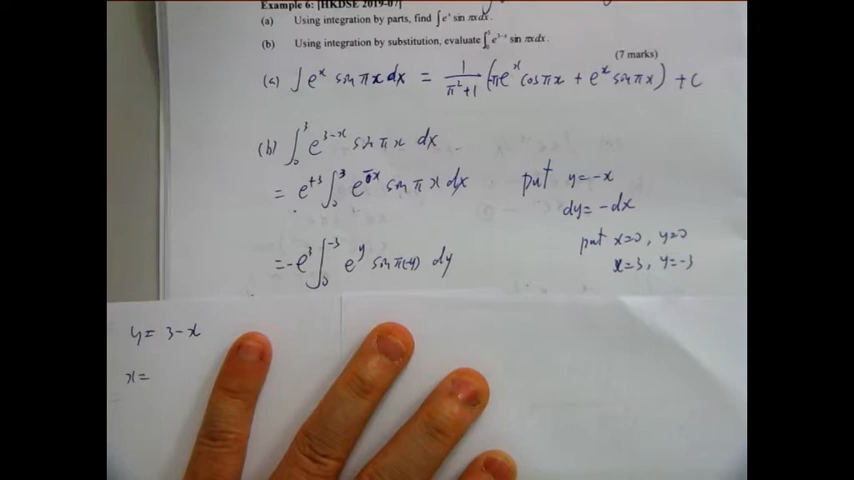 Example 6: [HKDSE 2019-07]
(a) Using integration by parts, find ∫ e^x sin πx dx.
(b) Using integration by substitution, evaluate ∫_0^3 e^{3-x} sin πx dx.
(7 marks)
(a) ∫ e^x sin πx dx = 1/(π²+1) (-πe^x cos πx + e^x sin πx) + C
(b) ∫_0^3 e^{3-x} sin πx dx
= e^{+3} ∫_0^3 e^{-x} sin πx dx put y = -x
dy = -dx
put x=0, y=0
= -e^3 ∫_0^{-3} e^y sin π(-y) dy x=3, y=-3
y = 3-x
x =